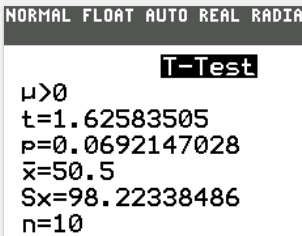 NORMAL FLOAT AUTO REAL RADIA
T-Test
μ>0
t=1.62583505
p=0.0692147028
x̄=50.5
Sx=98.22338486
n=10